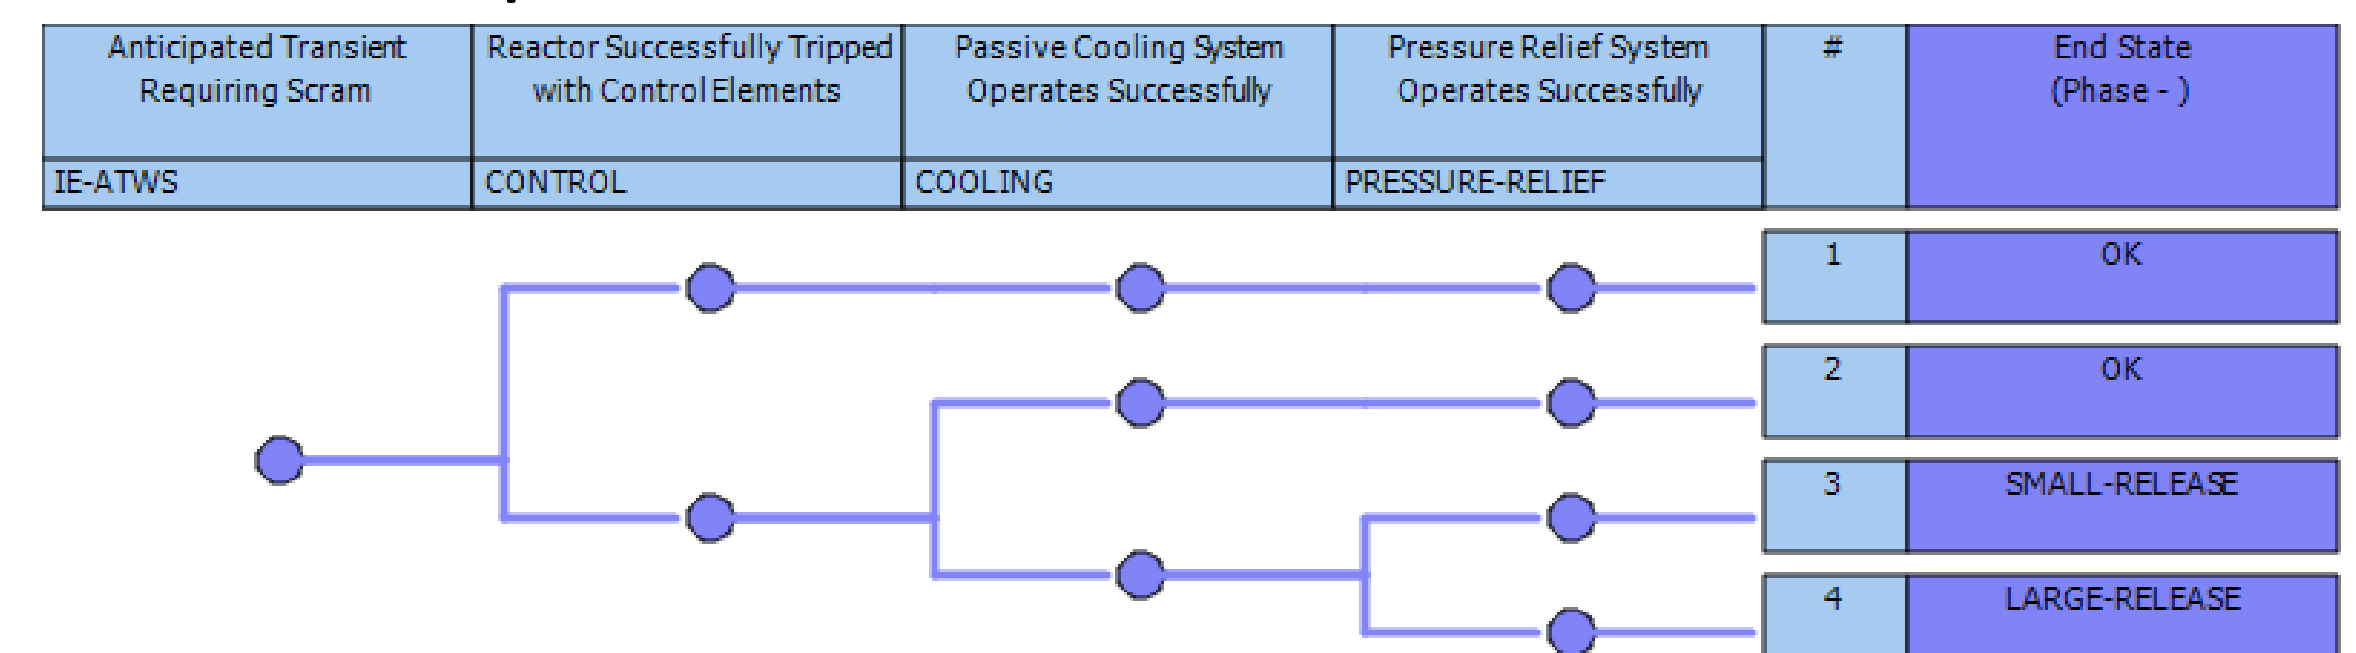 Anticipated Transient
Requiring Scram
Reactor Successfully Tripped
with Control Elements
Passive Cooling System
Operates Successfully
Pressure Relief System
Operates Successfully
#
End State
(Phase - )
IE-ATWS
CONTROL
COOLING
PRESSURE-RELIEF
1
OK
2
OK
3
SMALL-RELEASE
4
LARGE-RELEASE